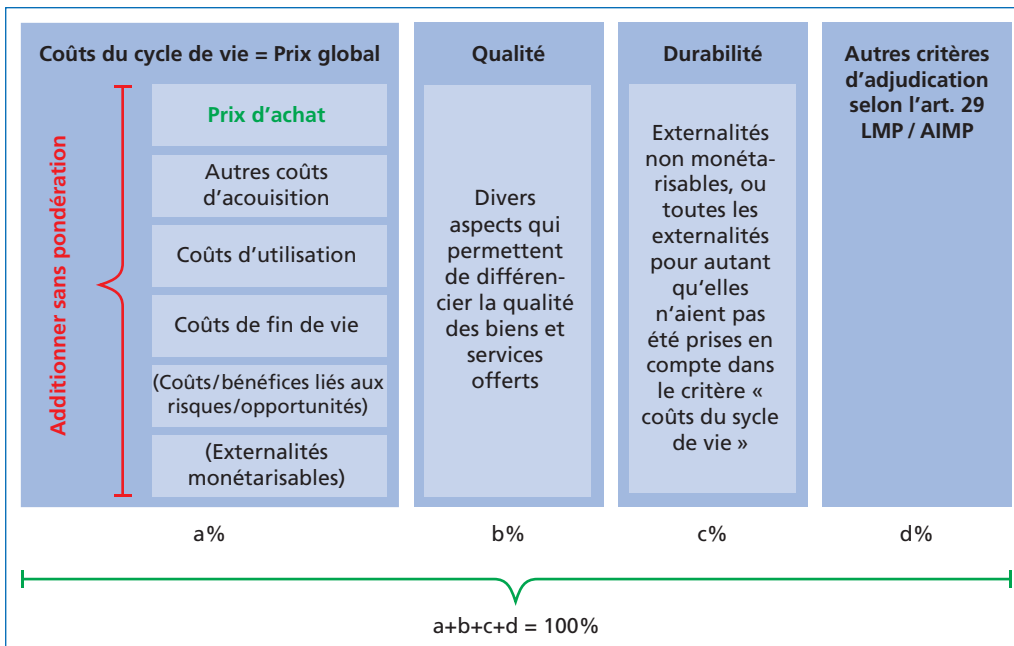 Coûts du cycle de vie = Prix global
Additionner sans pondération
Prix d'achat
Autres coûts
d'acouisition
Coûts d'utilisation
Coûts de fin de vie
(Coûts/bénéfices liés aux
risques/opportunités)
(Externalités
monétarisables)
a%
Qualité
Divers
aspects qui
permettent
de différen-
cier la qualité
des biens et
services
offerts
b%
Durabilité
Externalités
non monéta-
risables, ou
toutes les
externalités
pour autant
qu'elles
n'aient pas
été prises en
compte dans
le critère «
coûts du sycle
de vie »
c%
Autres critères
d'adjudication
selon l'art. 29
LMP / AIMP
d%
a+b+c+d = 100%